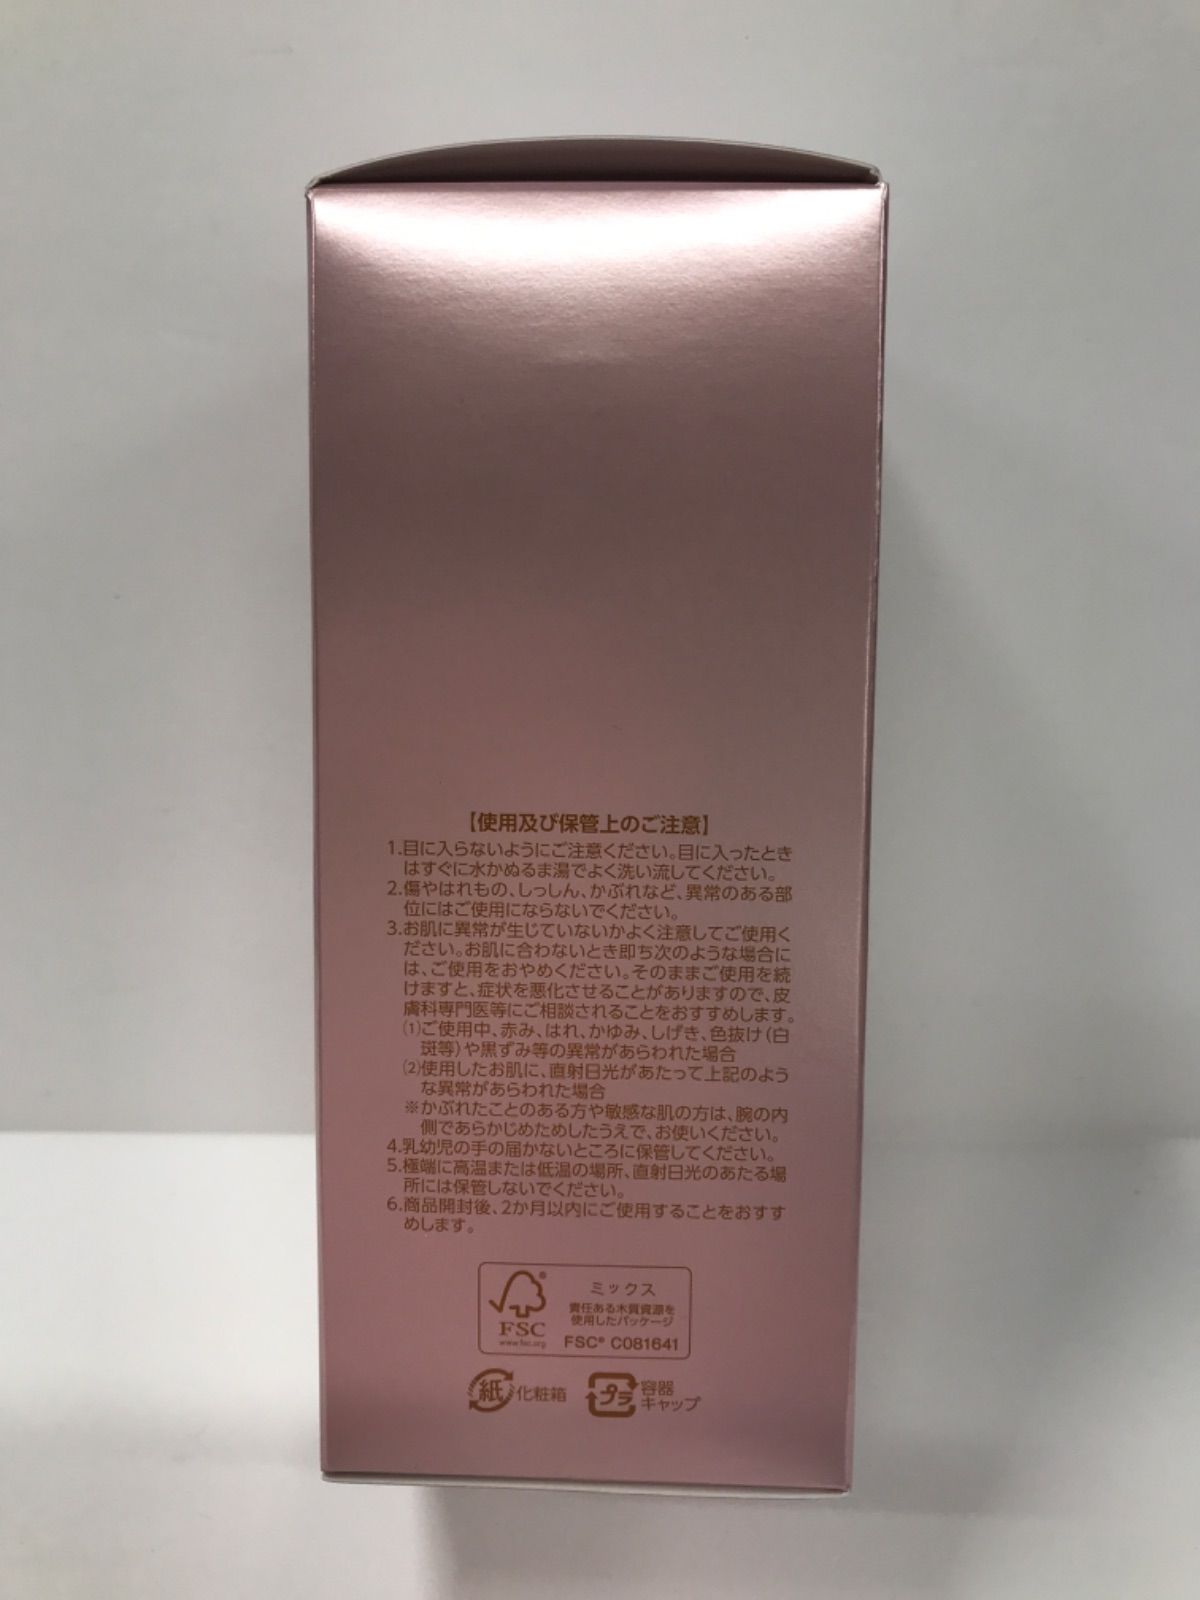 【使用及び保管上のご注意】
1.目に入らないようにご注意ください。目に入ったとき
はすぐに水かぬるま湯でよく洗い流してください。
2.傷やはれもの、しっしん、かぶれなど、異常のある部
位にはご使用にならないでください。
3.お肌に異常が生じていないかよく注意してご使用く
ださい。お肌に合わないとき即ち次のような場合に
は、ご使用をおやめください。そのままご使用を続
けますと、症状を悪化させることがありますので、皮
膚科専門医等にご相談されることをおすすめします。
(1)ご使用中、赤み、はれ、かゆみ、しげき、色抜け(白
斑等)や黒ずみ等の異常があらわれた場合
(2)使用したお肌に、直射日光があたって上記のよう
な異常があらわれた場合
※かぶれたことのある方や敏感な肌の方は、腕の内
側であらかじめためしたうえで、お使いください。
4.乳幼児の手の届かないところに保管してください。
5.極端に高温または低温の場所、直射日光のあたる場
所には保管しないでください。
6.商品開封後、2か月以内にご使用することをおすす
めします。
ミックス
責任ある木質資源を
使用したパッケージ
FSC® C081641
®
FSC
www.fsc.org
紙 化粧箱
プラ 容器
キャップ